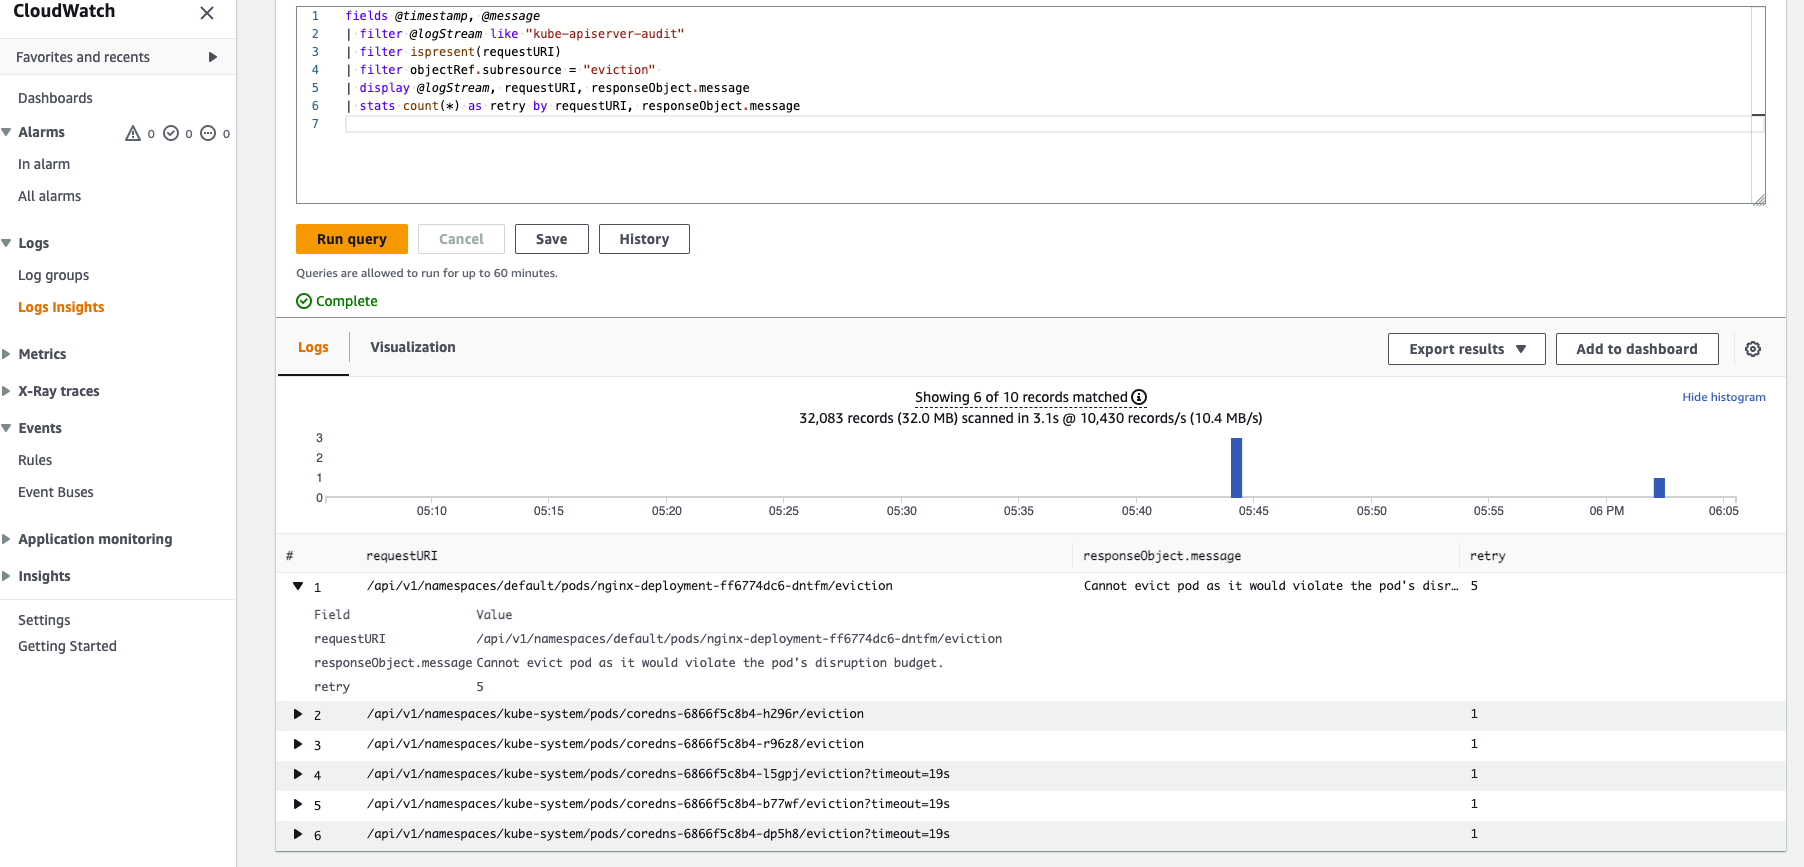 CloudWatch
Favorites and recents
Dashboards
Alarms 0 0 0
In alarm
All alarms
Logs
Log groups
Logs Insights
Metrics
X-Ray traces
Events
Rules
Event Buses
Application monitoring
Insights
Settings
Getting Started
1 fields @timestamp, @message
2 | filter @logStream like "kube-apiserver-audit"
3 | filter ispresent(requestURI)
4 | filter objectRef.subresource = "eviction"
5 | display @logStream, requestURI, responseObject.message
6 | stats count(*) as retry by requestURI, responseObject.message
7
Run query Cancel Save History
Queries are allowed to run for up to 60 minutes.
Complete
Logs Visualization Export results Add to dashboard
Showing 6 of 10 records matched
Hide histogram
32,083 records (32.0 MB) scanned in 3.1s @ 10,430 records/s (10.4 MB/s)
3
2
1
0
05:10 05:15 05:20 05:25 05:30 05:35 05:40 05:45 05:50 05:55 06 PM 06:05
# requestURI responseObject.message retry
1 /api/v1/namespaces/default/pods/nginx-deployment-ff6774dc6-dntfm/eviction Cannot evict pod as it would violate the pod's disr… 5
Field Value
requestURI /api/v1/namespaces/default/pods/nginx-deployment-ff6774dc6-dntfm/eviction
responseObject.message Cannot evict pod as it would violate the pod's disruption budget.
retry 5
2 /api/v1/namespaces/kube-system/pods/coredns-6866f5c8b4-h296r/eviction 1
3 /api/v1/namespaces/kube-system/pods/coredns-6866f5c8b4-r96z8/eviction 1
4 /api/v1/namespaces/kube-system/pods/coredns-6866f5c8b4-l5gpj/eviction?timeout=19s 1
5 /api/v1/namespaces/kube-system/pods/coredns-6866f5c8b4-b77wf/eviction?timeout=19s 1
6 /api/v1/namespaces/kube-system/pods/coredns-6866f5c8b4-dp5h8/eviction?timeout=19s 1